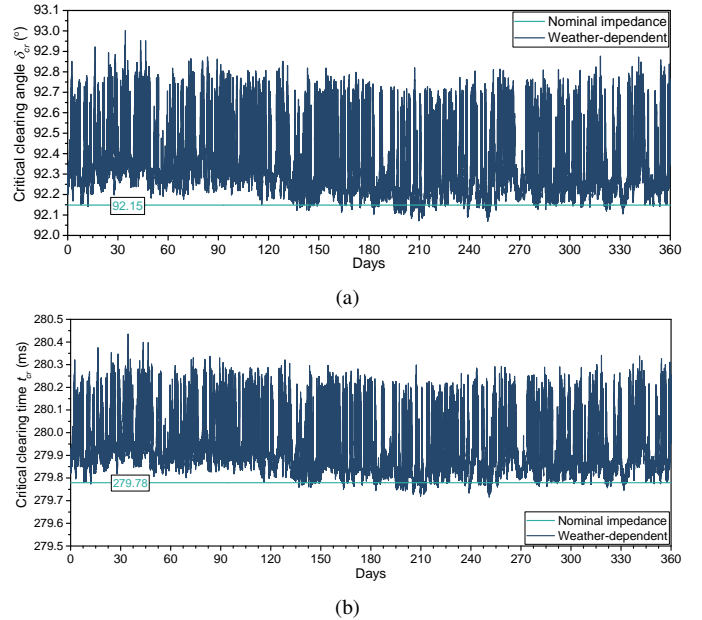 93.1
93.0
92.9
92.8
92.7
92.6
92.5
92.4
92.3
92.2
92.1
92.0
Critical clearing angle δcr (°)
Nominal impedance
Weather-dependent
92.15
0 30 60 90 120 150 180 210 240 270 300 330 360
Days
(a)
280.5
280.4
280.3
280.2
280.1
280.0
279.9
279.8
279.7
279.6
279.5
Critical clearing time tcr (ms)
279.78
Nominal impedance
Weather-dependent
0 30 60 90 120 150 180 210 240 270 300 330 360
Days
(b)